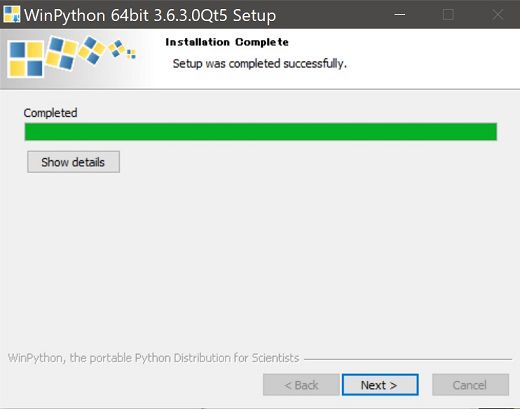 WinPython 64bit 3.6.3.0Qt5 Setup
Installation Complete
Setup was completed successfully.
Completed
Show details
WinPython, the portable Python Distribution for Scientists
< Back
Next >
Cancel